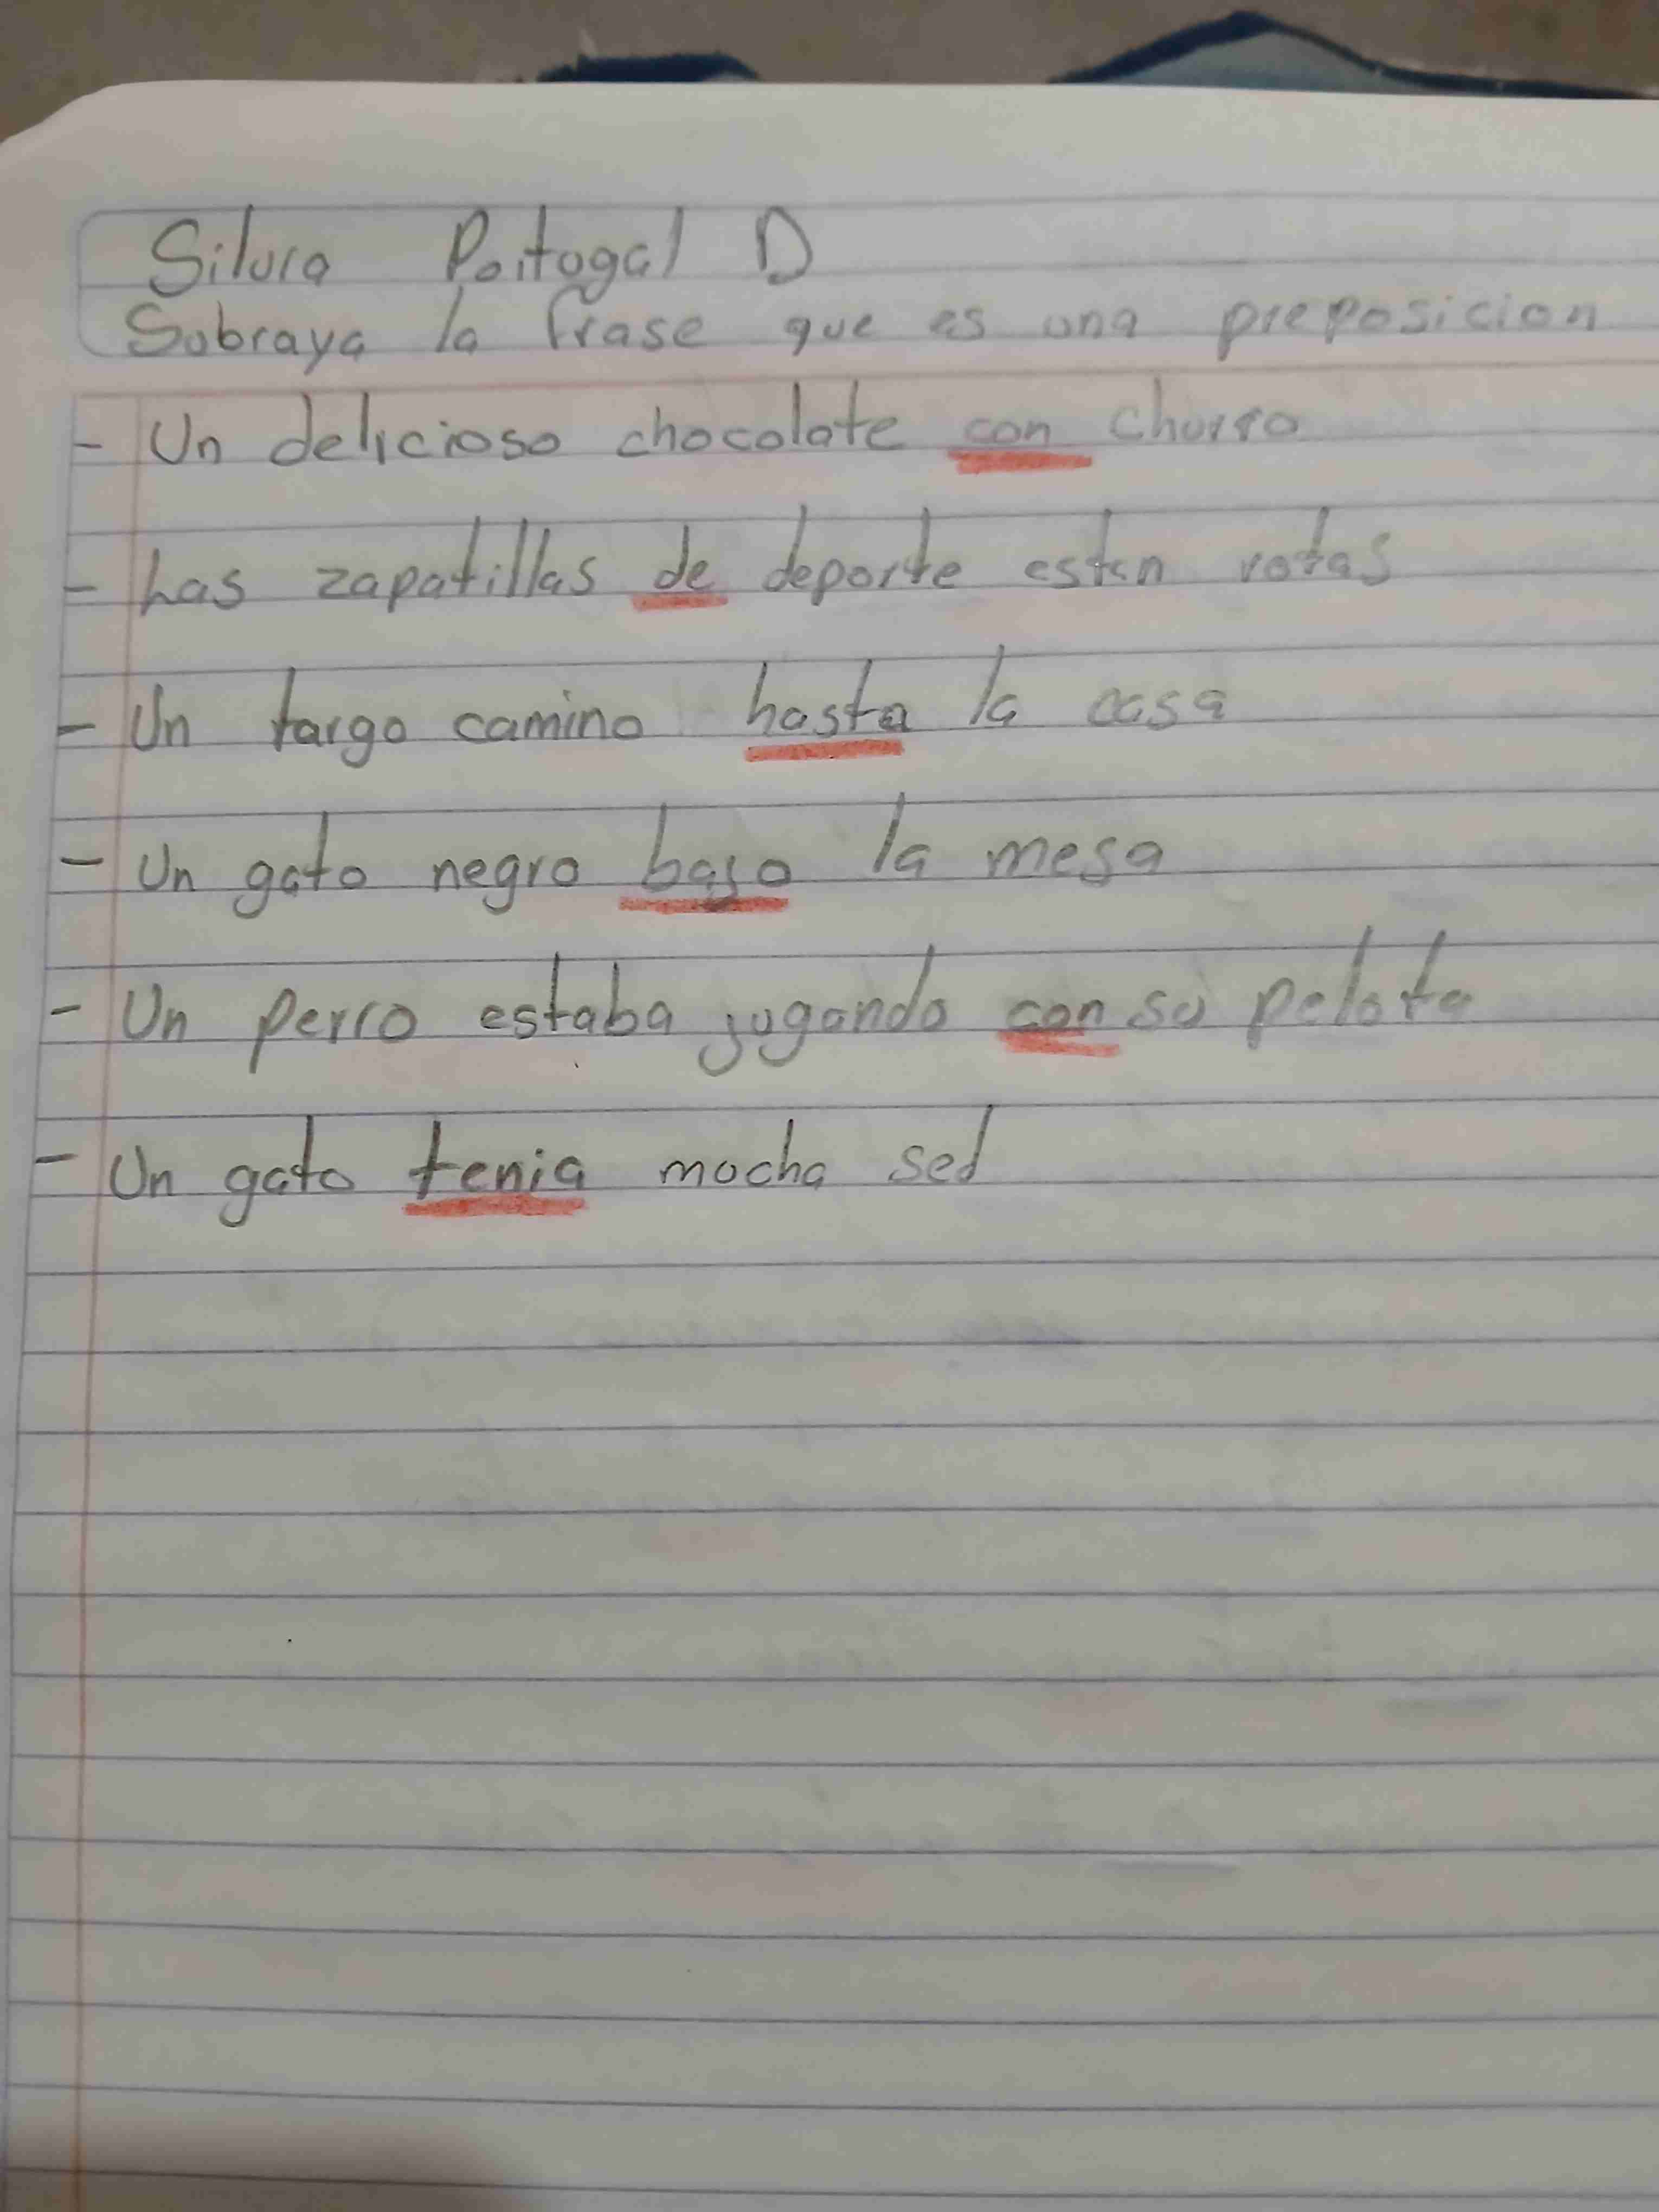 Silvia Portugal D
Subraya la frase que es una preposicion
- Un delicioso chocolate con churro
- Las zapatillas de deporte estan rotas
- Un largo camino hasta la casa
- Un gato negro bajo la mesa
- Un perro estaba jugando con su pelota
- Un gato tenia mucha sed